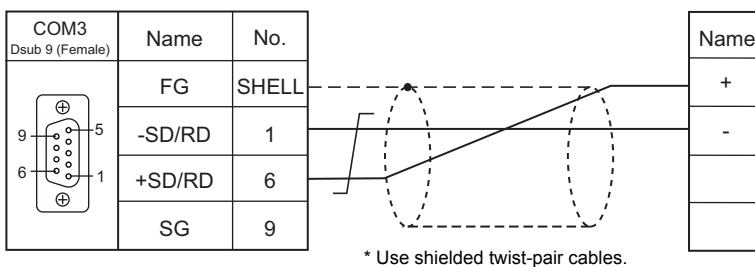 COM3
Dsub 9 (Female)
Name
No.
Name
FG
SHELL
+
-SD/RD
1
-
+SD/RD
6
SG
9
9
5
6
1
* Use shielded twist-pair cables.